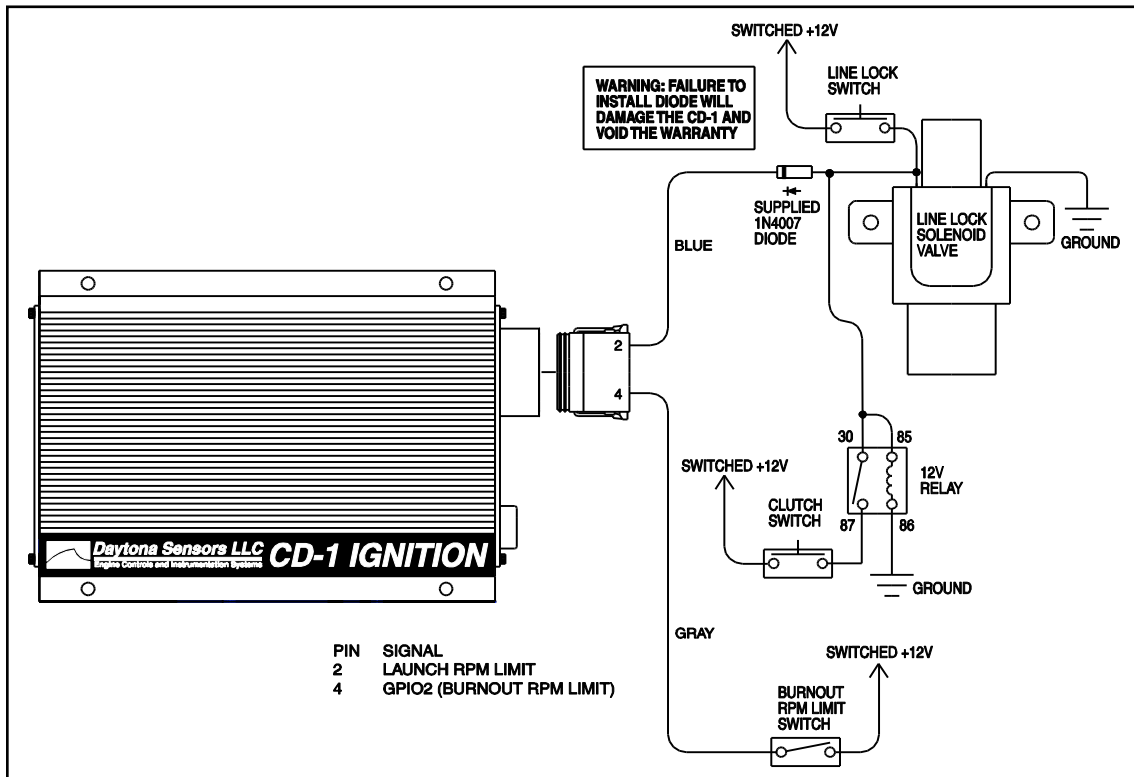 SWITCHED +12V
LINE LOCK
SWITCH
WARNING: FAILURE TO
INSTALL DIODE WILL
DAMAGE THE CD-1 AND
VOID THE WARRANTY
SUPPLIED
1N4007
DIODE
LINE LOCK
SOLENOID
VALVE
GROUND
BLUE
2
4
30
85
12V
RELAY
87
86
SWITCHED +12V
CLUTCH
SWITCH
GROUND
Daytona Sensors LLC
Engine Controls and Instrumentation Systems
CD-1 IGNITION
GRAY
PIN SIGNAL
2 LAUNCH RPM LIMIT
4 GPIO2 (BURNOUT RPM LIMIT)
SWITCHED +12V
BURNOUT
RPM LIMIT
SWITCH